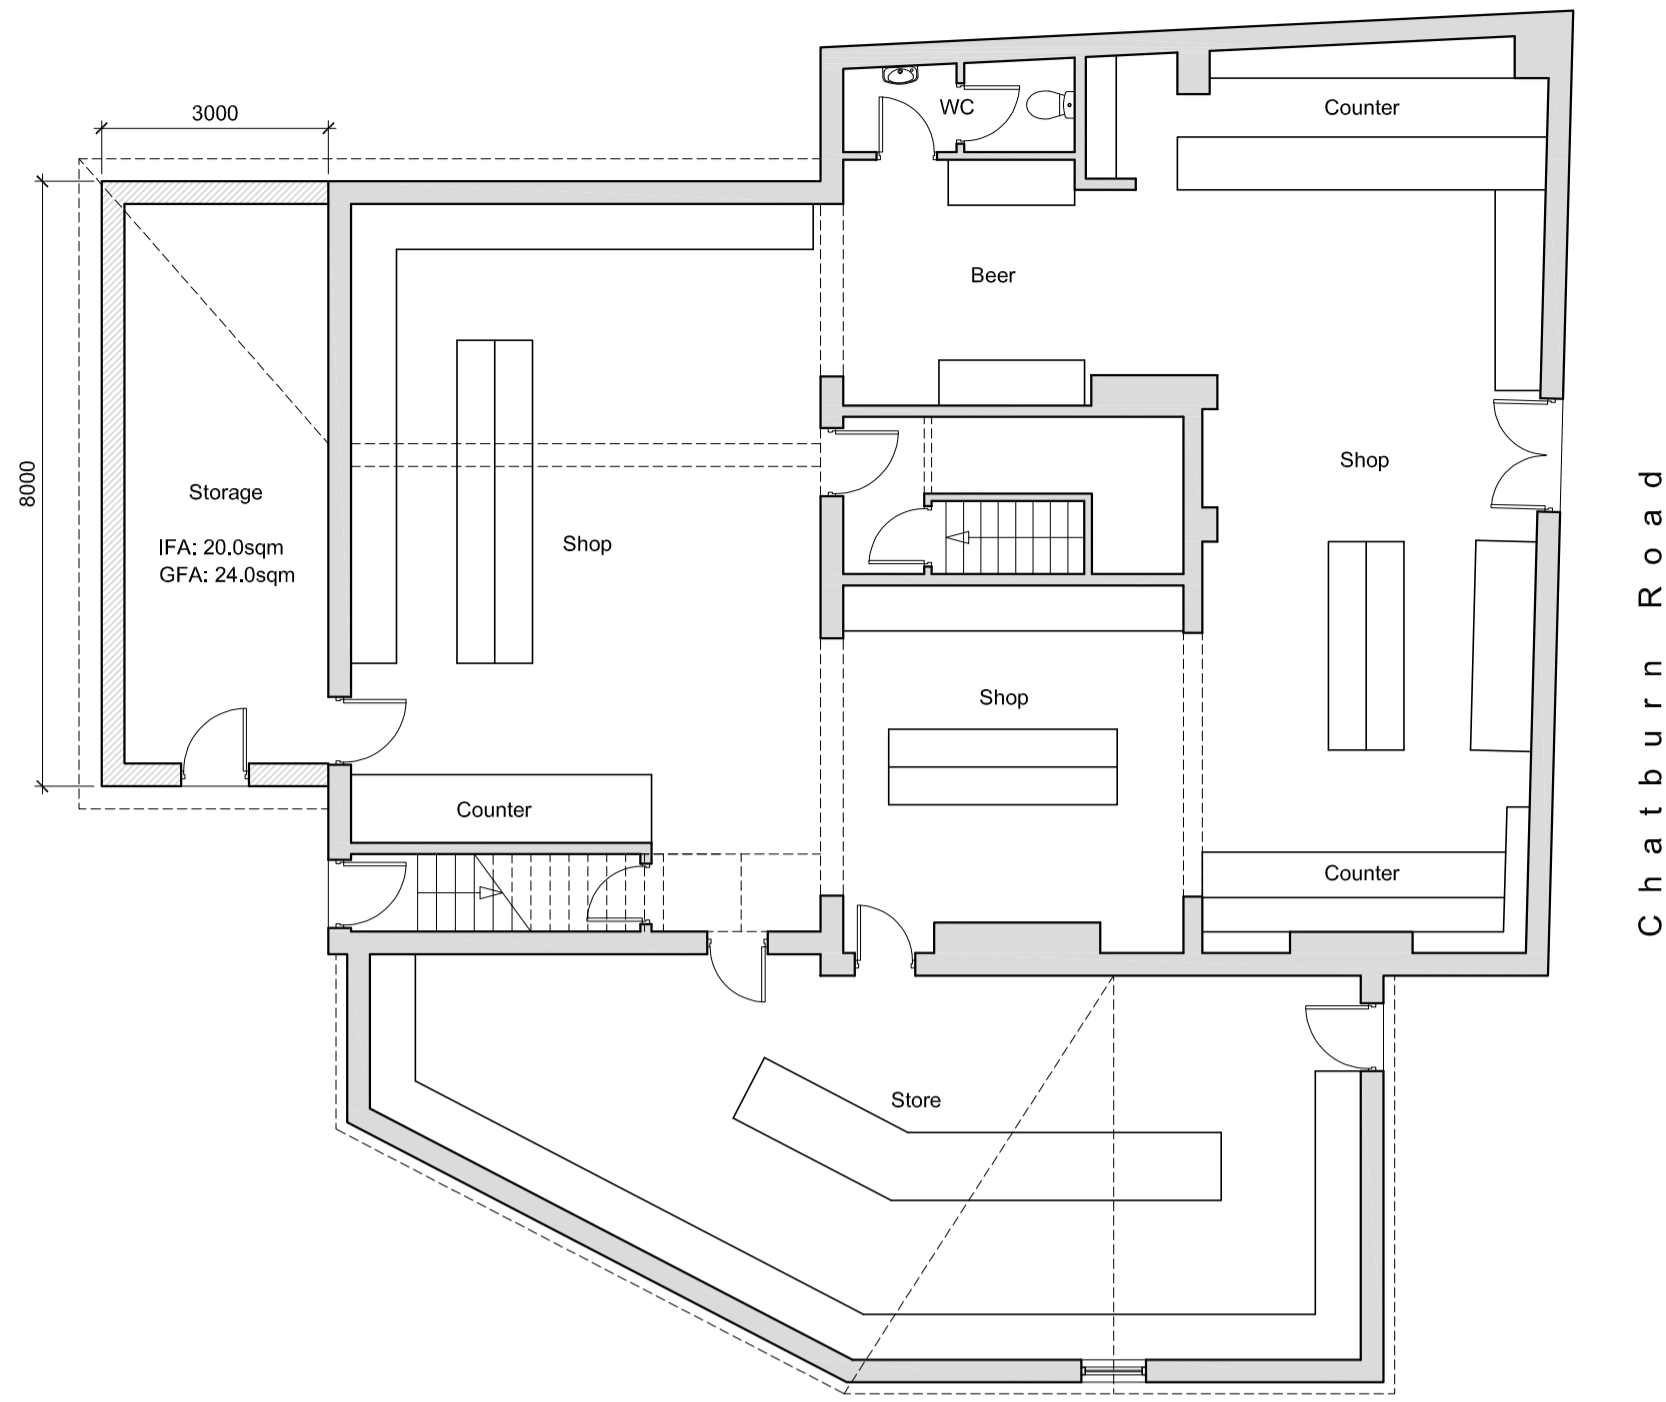 3000
WC
Counter
Beer
8000
Storage
IFA: 20.0sqm
GFA: 24.0sqm
Shop
Shop
Chatburn Road
Shop
Counter
Counter
Store